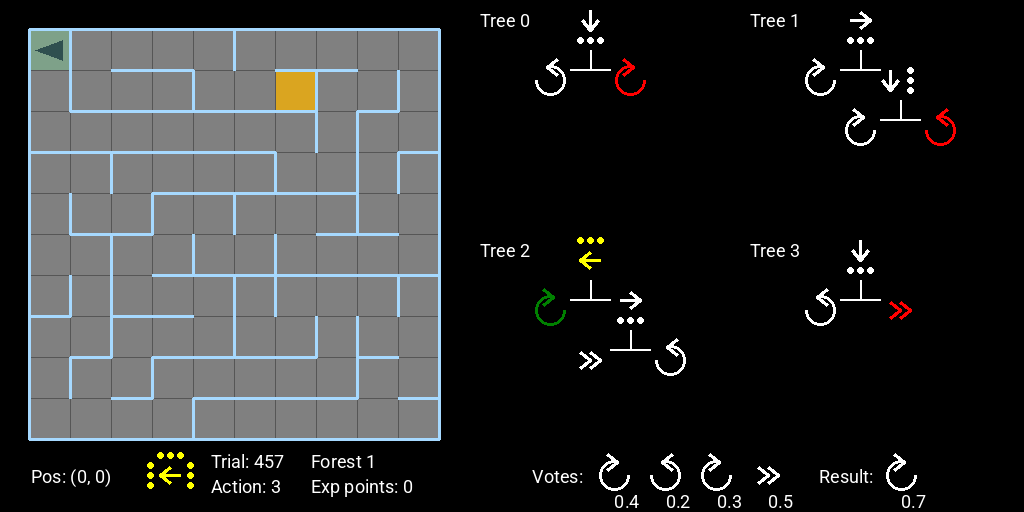 Tree 0
Tree 1
Tree 2
Tree 3
Pos: (0, 0)
Trial: 457
Forest 1
Action: 3
Exp points: 0
Votes:
0.4
0.2
0.3
0.5
Result:
0.7